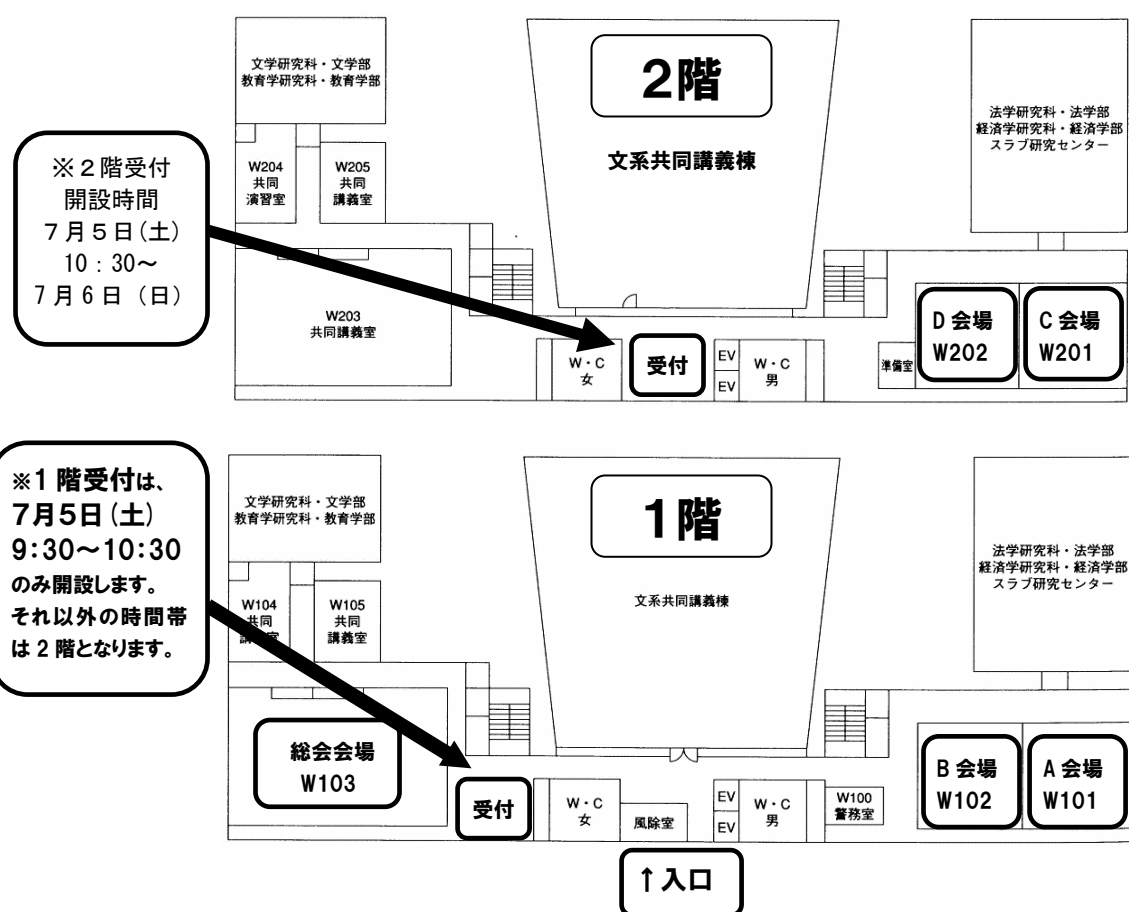 2階
文学研究科・文学部
教育学研究科・教育学部
文系共同講義棟
法学研究科・法学部
経済学研究科・経済学部
スラブ研究センター
※２階受付
開設時間
７月５日(土)
10：30～
7月6日（日）
W204
共同
演習室
W205
共同
講義室
W203
共同講義室
W・C
女
受付
EV
EV
W・C
男
準備室
D 会場
W202
C 会場
W201
1階
※1 階受付は、
7月5日(土)
9:30～10:30
のみ開設します。
それ以外の時間帯
は 2 階となります。
文学研究科・文学部
教育学研究科・教育学部
文系共同講義棟
法学研究科・法学部
経済学研究科・経済学部
スラブ研究センター
W104
共同
講義室
W105
共同
講義室
総会会場
W103
受付
W・C
女
風除室
EV
EV
W・C
男
W100
警務室
B 会場
W102
A 会場
W101
↑入口